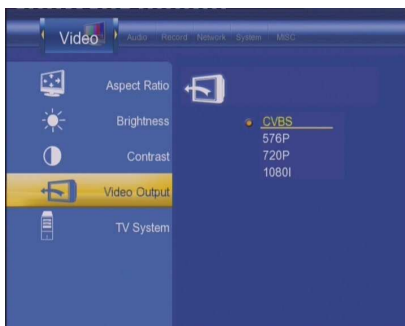 Video Audio Record Network System MISC
Aspect Ratio
Brightness
CVBS
Contrast
576P
720P
1080I
Video Output
TV System